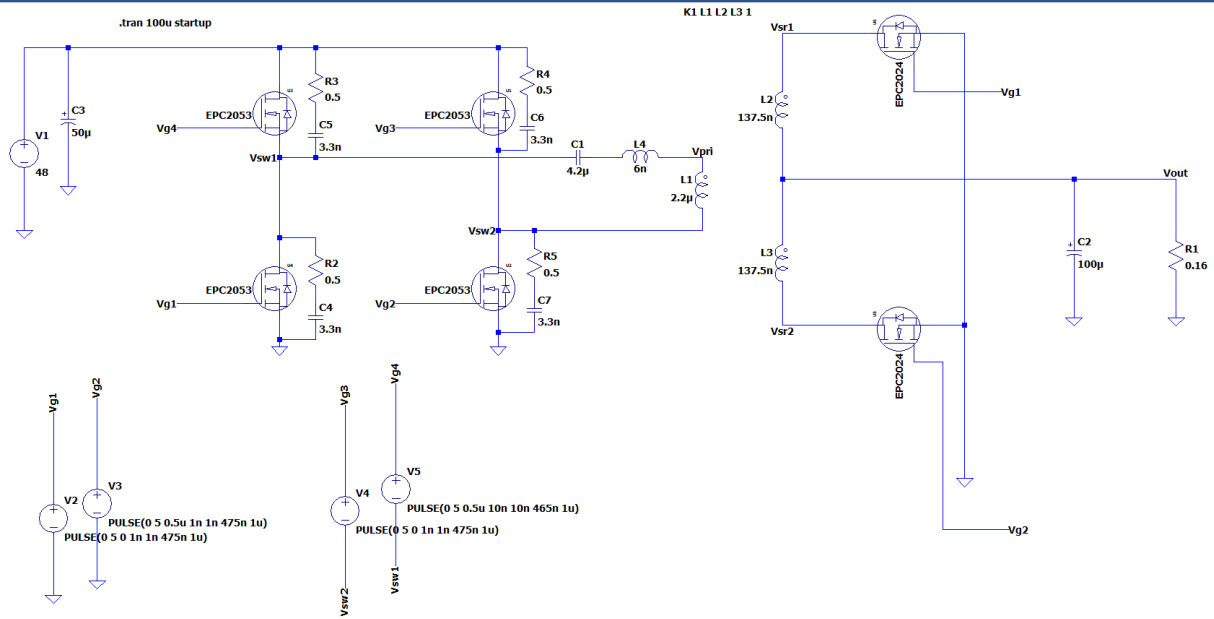 .tran 100u startup
K1 L1 L2 L3 1
Vsr1
U6
EPC2024
Vg1
C3
50µ
V1
48
EPC2053
U3
R3
0.5
C5
3.3n
Vg4
Vsw1
EPC2053
U1
R4
0.5
C6
3.3n
Vg3
C1
4.2µ
L4
6n
Vpri
L1
2.2µ
Vsw2
L2
137.5n
Vout
L3
137.5n
C2
100µ
R1
0.16
EPC2053
U4
R2
0.5
C4
3.3n
Vg1
EPC2053
U2
R5
0.5
C7
3.3n
Vg2
Vsr2
EPC2024
Vg2
Vg1
V2
PULSE(0 5 0 1n 1n 475n 1u)
Vg2
V3
PULSE(0 5 0.5u 1n 1n 475n 1u)
Vg3
V4
PULSE(0 5 0 1n 1n 475n 1u)
Vsw2
Vg4
V5
PULSE(0 5 0.5u 10n 10n 465n 1u)
Vsw1